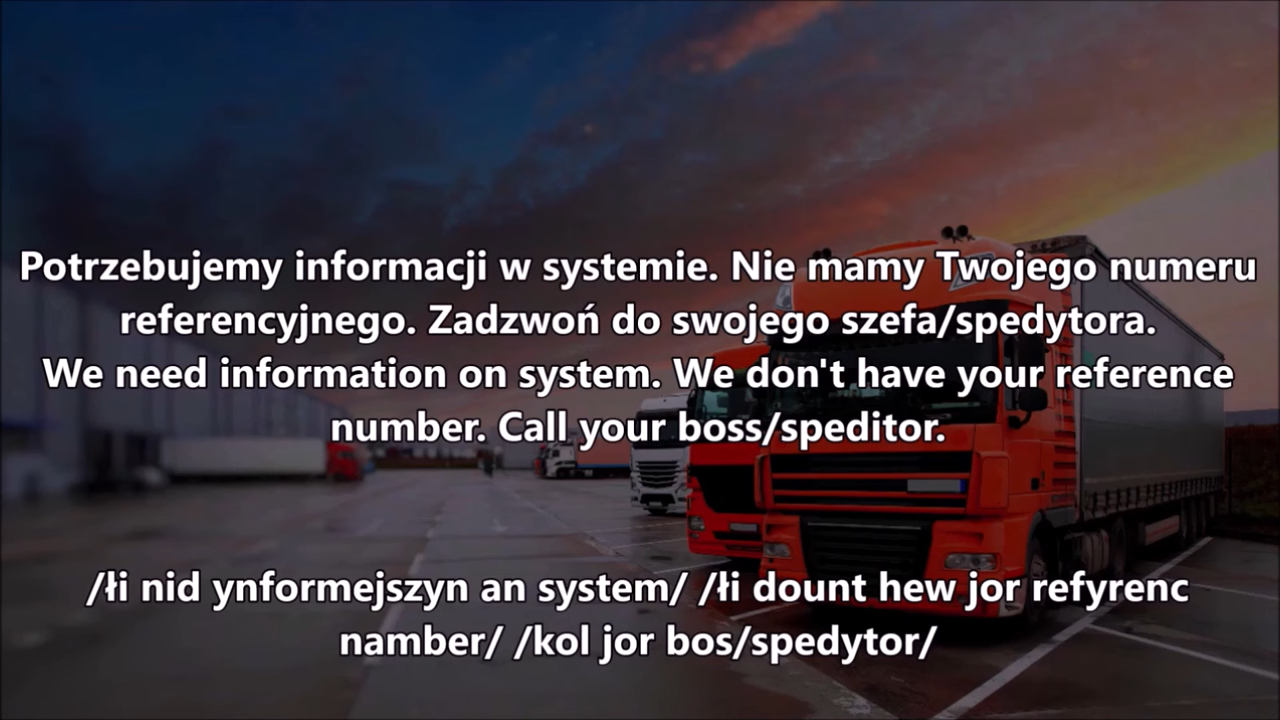 Potrzebujemy informacji w systemie. Nie mamy Twojego numeru
referencyjnego. Zadzwoń do swojego szefa/spedytora.
We need information on system. We don't have your reference
number. Call your boss/speditor.
/łi nid ynformejszyn an system/ /łi dount hew jor refyrenc
namber/ /kol jor bos/spedytor/